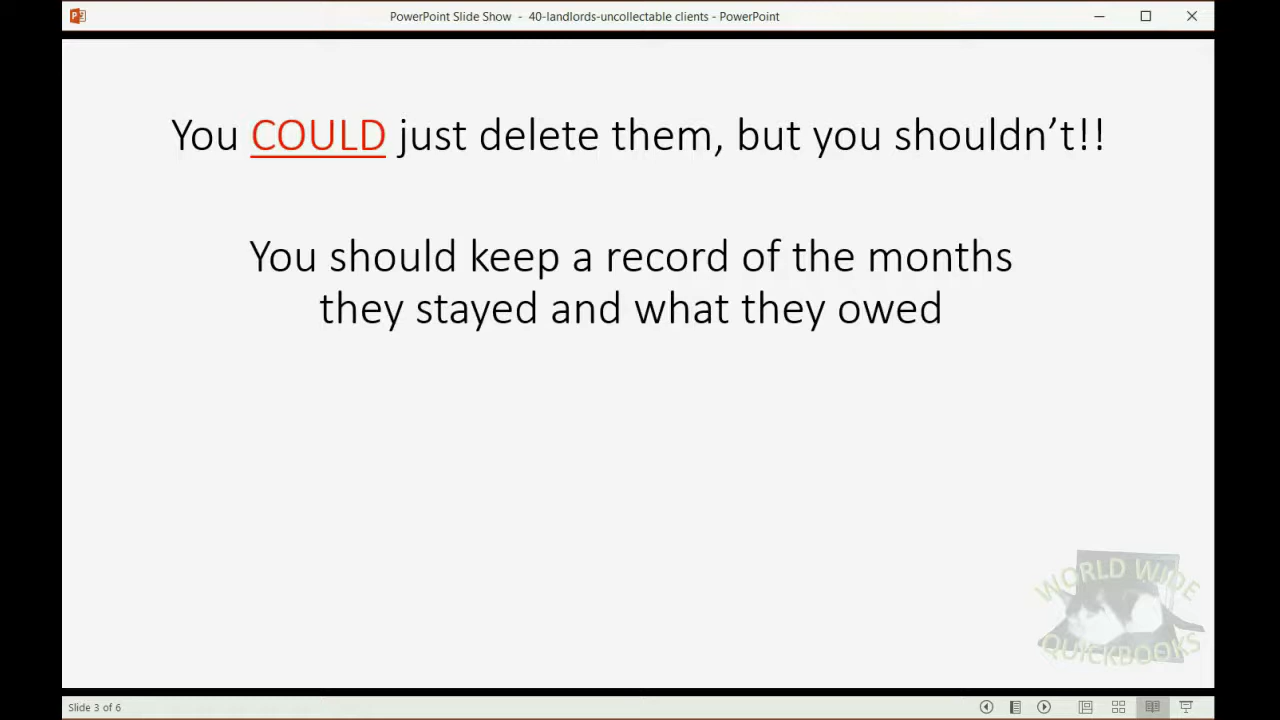 PowerPoint Slide Show - 40-landlords-uncollectable clients - PowerPoint
You COULD just delete them, but you shouldn’t!!
You should keep a record of the months
they stayed and what they owed
WORLD WIDE
QUICKBOOKS
Slide 3 of 6